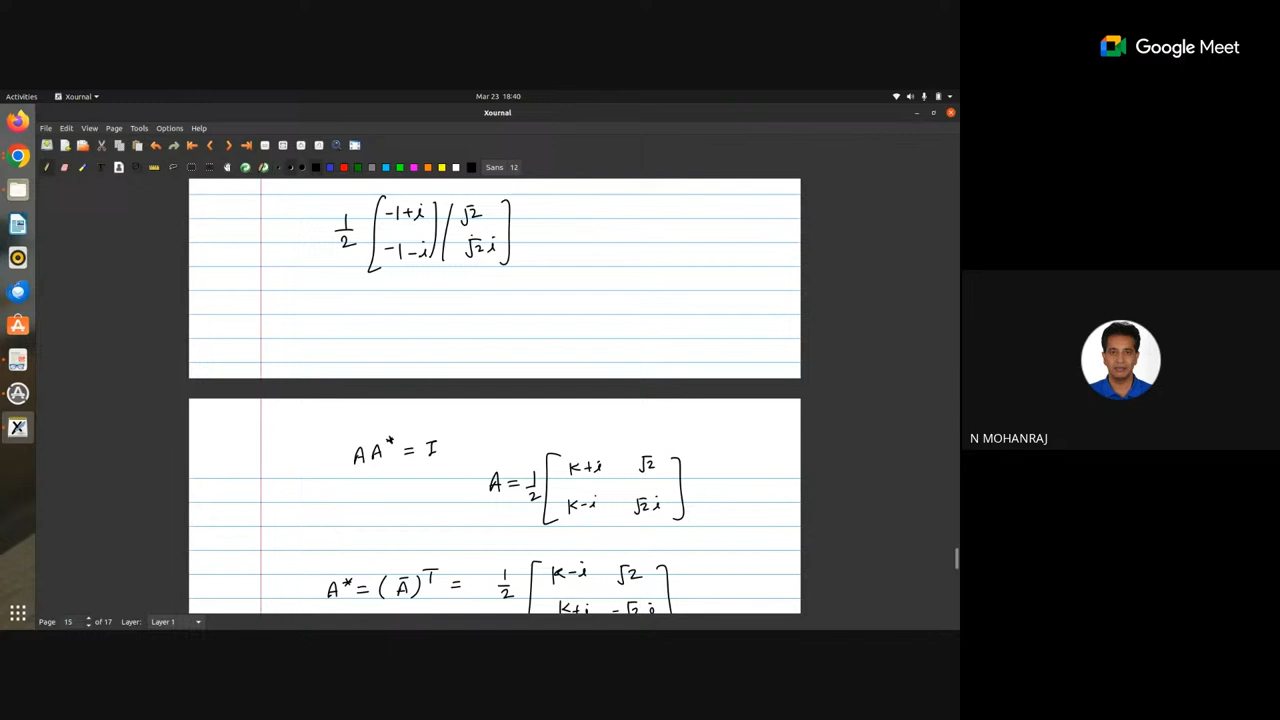 Google Meet
Activities Xournal Mar 23 18:40
Xournal
File Edit View Page Tools Options Help
Sans 12
1/2 [ -1+i | √2 ]
[ -1-i | √2 i ]
AA* = I
A = 1/2 [ k+i √2 ]
[ k-i √2 i ]
A* = (Ā)ᵀ = 1/2 [ k-i √2 ]
[ k+i -√2 i ]
N MOHANRAJ
Page 15 of 17 Layer: Layer 1